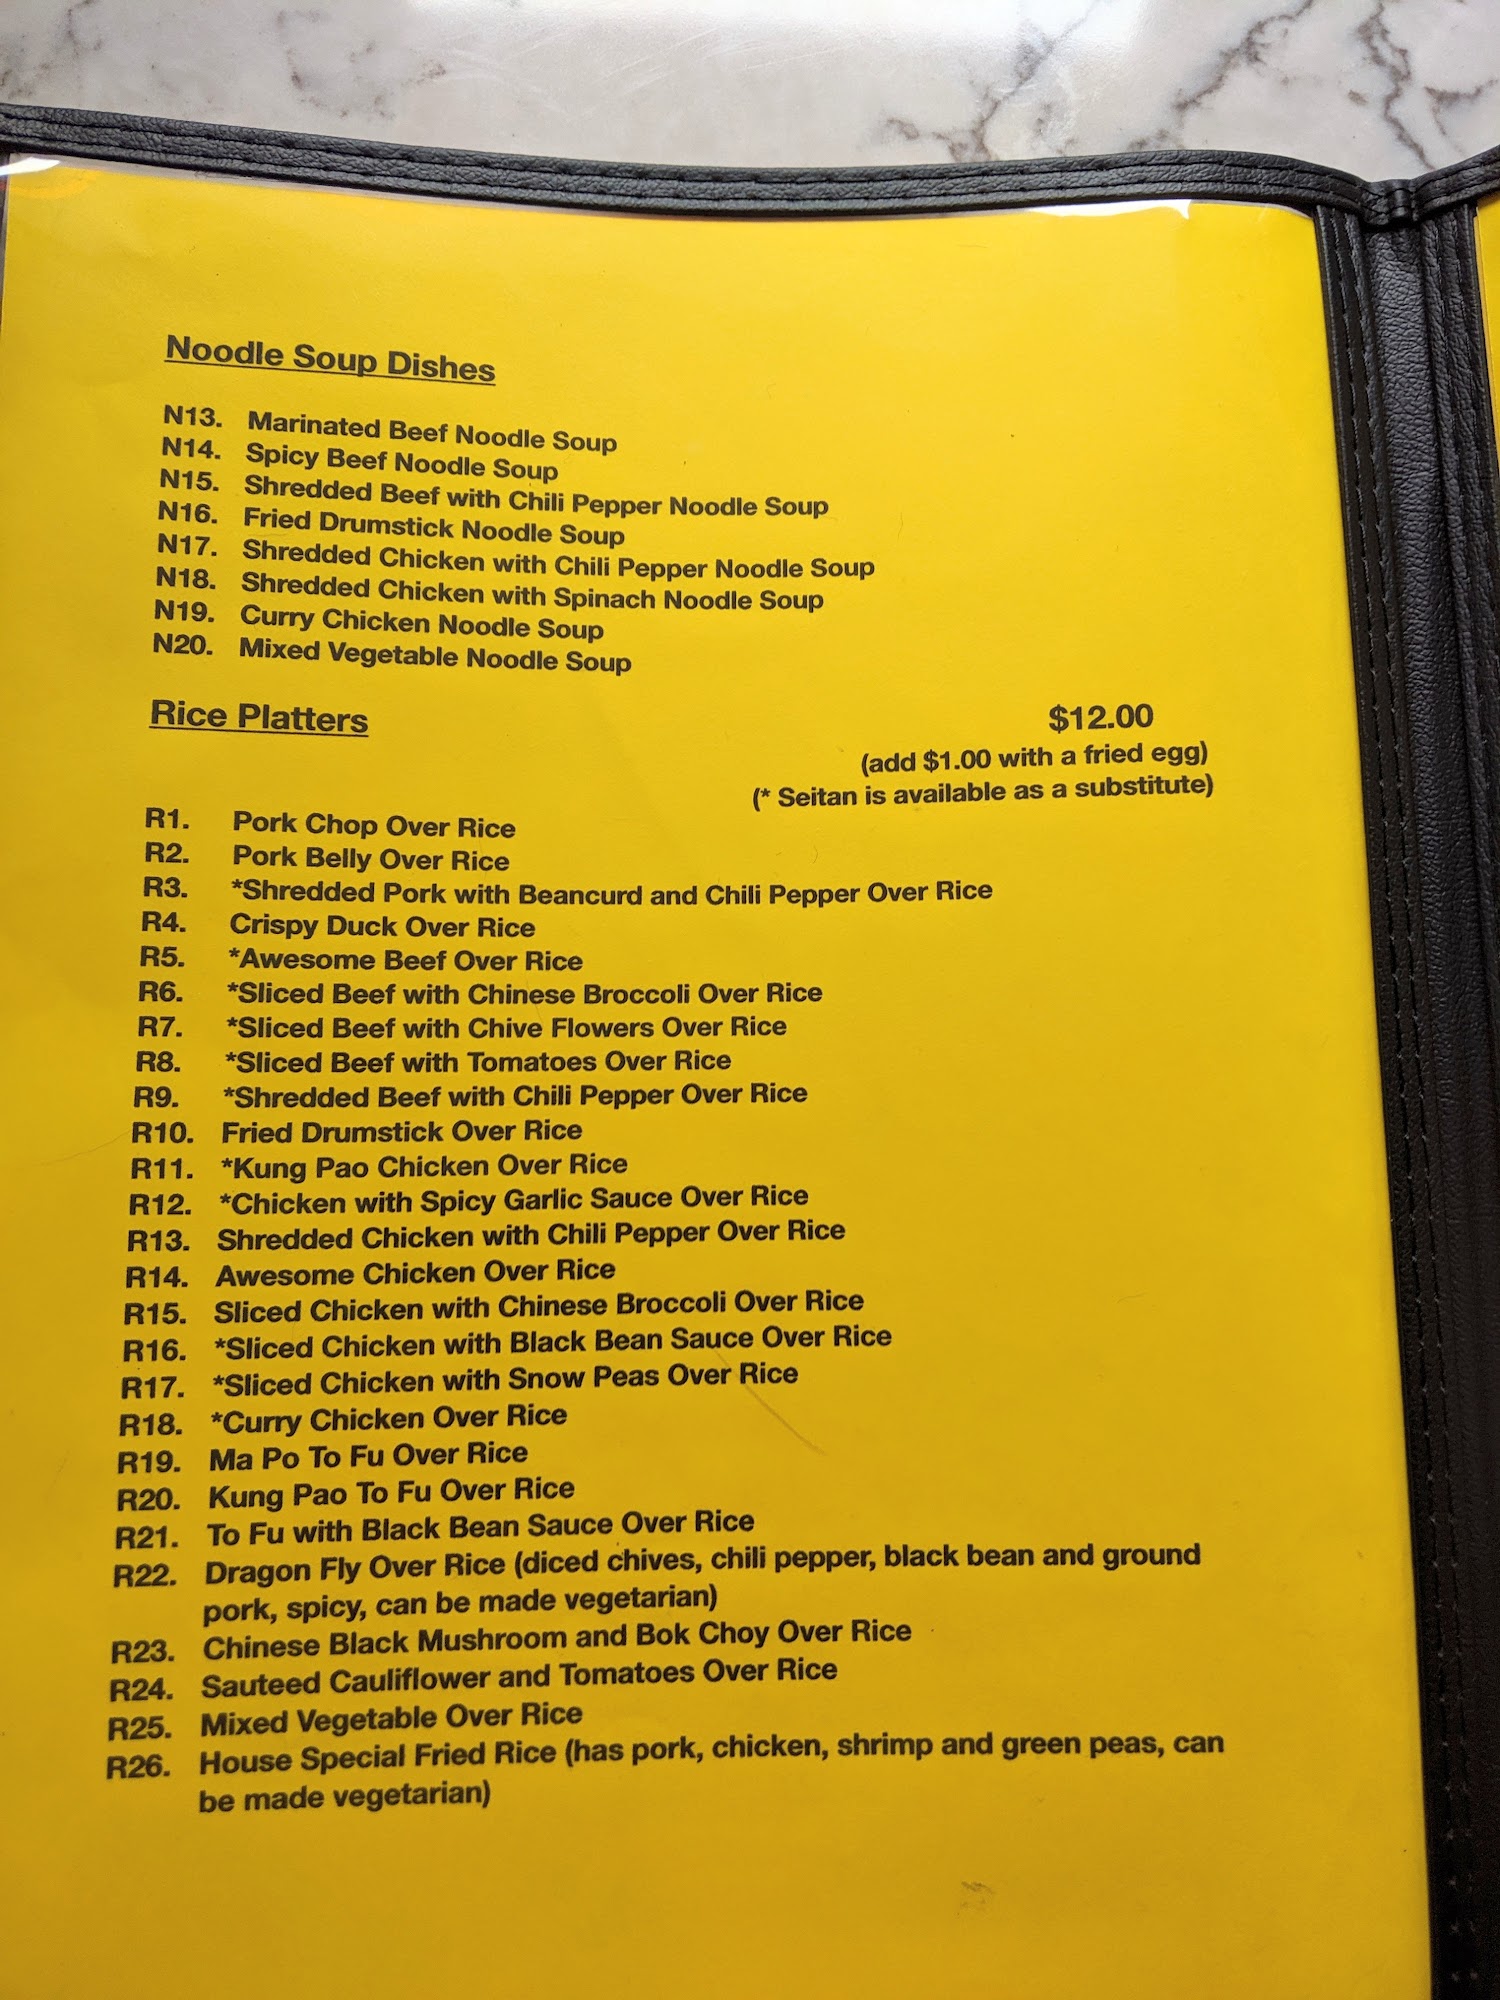 Noodle Soup Dishes
N13. Marinated Beef Noodle Soup
N14. Spicy Beef Noodle Soup
N15. Shredded Beef with Chili Pepper Noodle Soup
N16. Fried Drumstick Noodle Soup
N17. Shredded Chicken with Chili Pepper Noodle Soup
N18. Shredded Chicken with Spinach Noodle Soup
N19. Curry Chicken Noodle Soup
N20. Mixed Vegetable Noodle Soup
Rice Platters $12.00
(add $1.00 with a fried egg)
(* Seitan is available as a substitute)
R1. Pork Chop Over Rice
R2. Pork Belly Over Rice
R3. *Shredded Pork with Beancurd and Chili Pepper Over Rice
R4. Crispy Duck Over Rice
R5. *Awesome Beef Over Rice
R6. *Sliced Beef with Chinese Broccoli Over Rice
R7. *Sliced Beef with Chive Flowers Over Rice
R8. *Sliced Beef with Tomatoes Over Rice
R9. *Shredded Beef with Chili Pepper Over Rice
R10. Fried Drumstick Over Rice
R11. *Kung Pao Chicken Over Rice
R12. *Chicken with Spicy Garlic Sauce Over Rice
R13. Shredded Chicken with Chili Pepper Over Rice
R14. Awesome Chicken Over Rice
R15. Sliced Chicken with Chinese Broccoli Over Rice
R16. *Sliced Chicken with Black Bean Sauce Over Rice
R17. *Sliced Chicken with Snow Peas Over Rice
R18. *Curry Chicken Over Rice
R19. Ma Po To Fu Over Rice
R20. Kung Pao To Fu Over Rice
R21. To Fu with Black Bean Sauce Over Rice
R22. Dragon Fly Over Rice (diced chives, chili pepper, black bean and ground
pork, spicy, can be made vegetarian)
R23. Chinese Black Mushroom and Bok Choy Over Rice
R24. Sauteed Cauliflower and Tomatoes Over Rice
R25. Mixed Vegetable Over Rice
R26. House Special Fried Rice (has pork, chicken, shrimp and green peas, can
be made vegetarian)